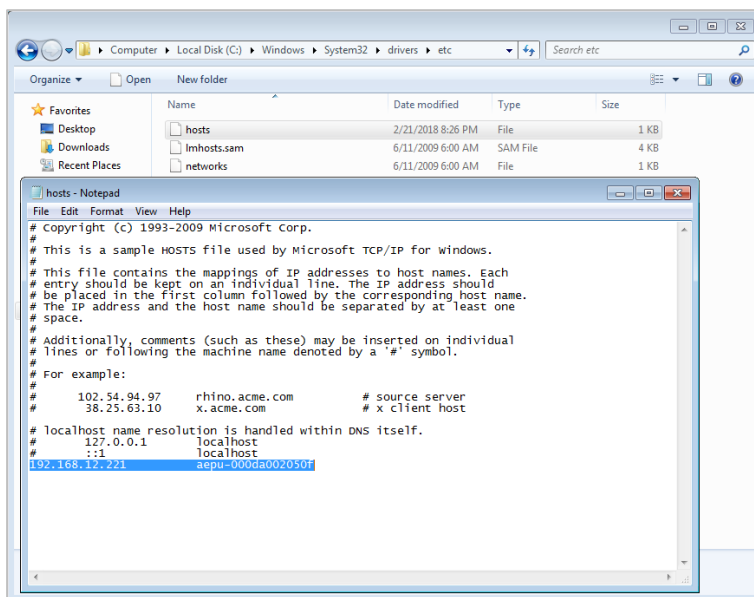 Computer Local Disk (C:) Windows System32 drivers etc Search etc
Organize Open New folder
Favorites
Desktop
Downloads
Recent Places
Name Date modified Type Size
hosts 2/21/2018 8:26 PM File 1 KB
lmhosts.sam 6/11/2009 6:00 AM SAM File 4 KB
networks 6/11/2009 6:00 AM File 1 KB
hosts - Notepad
File Edit Format View Help
# Copyright (c) 1993-2009 Microsoft Corp.
#
# This is a sample HOSTS file used by Microsoft TCP/IP for Windows.
#
# This file contains the mappings of IP addresses to host names. Each
# entry should be kept on an individual line. The IP address should
# be placed in the first column followed by the corresponding host name.
# The IP address and the host name should be separated by at least one
# space.
#
# Additionally, comments (such as these) may be inserted on individual
# lines or following the machine name denoted by a '#' symbol.
#
# For example:
#
# 102.54.94.97 rhino.acme.com # source server
# 38.25.63.10 x.acme.com # x client host
# localhost name resolution is handled within DNS itself.
# 127.0.0.1 localhost
# ::1 localhost
192.168.12.221 aepu-000da002050f